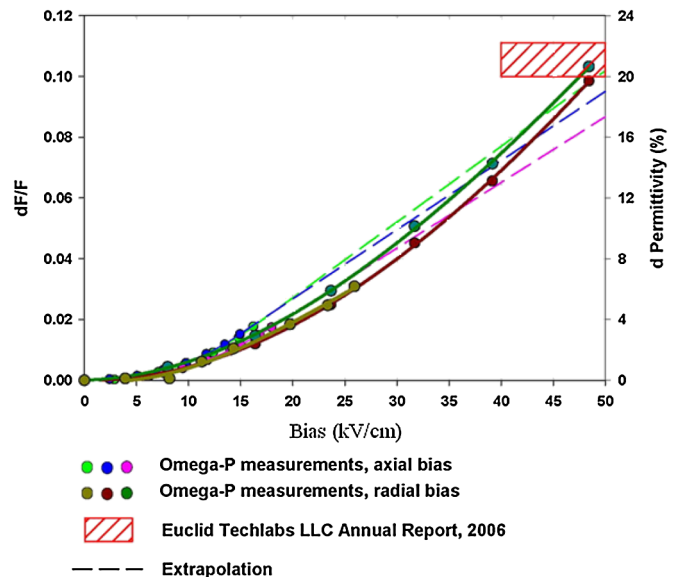 0.12
0.10
0.08
0.06
0.04
0.02
0.00
dF/F
24
20
16
12
8
4
0
d Permittivity (%)
0 5 10 15 20 25 30 35 40 45 50
Bias (kV/cm)
Omega-P measurements, axial bias
Omega-P measurements, radial bias
Euclid Techlabs LLC Annual Report, 2006
Extrapolation